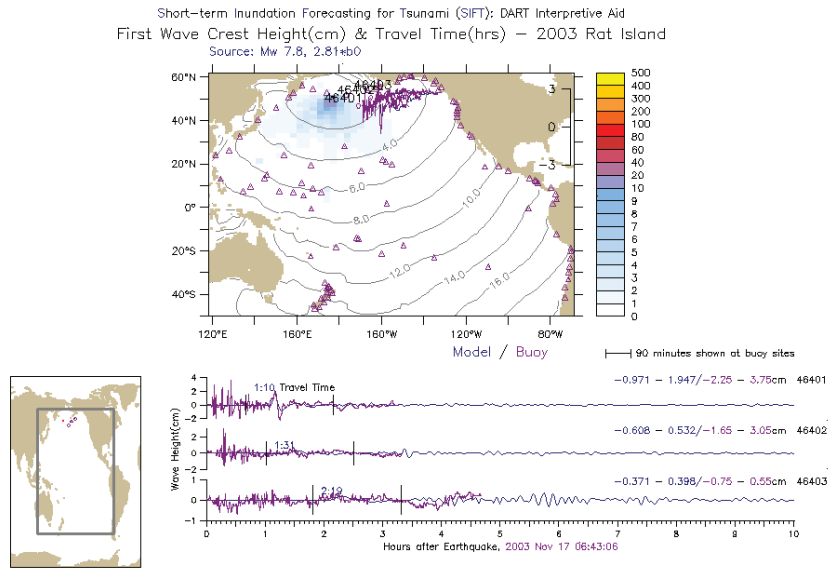 Short-term Inundation Forecasting for Tsunami (SIFT): DART Interpretive Aid
First Wave Crest Height(cm) & Travel Time(hrs) – 2003 Rat Island
Source: Mw 7.8, 2.81*b0
60°N
40°N
20°N
0°
20°S
40°S
120°E 160°E 160°W 120°W 80°W
46403
46402
46401
3
0
−3
4.0
6.0
8.0
10.0
12.0
14.0
16.0
500
400
300
200
100
80
60
40
20
10
9
8
7
6
5
4
3
2
1
0
Model / Buoy
90 minutes shown at buoy sites
Wave Height(cm)
4
2
0
−2
1:10 Travel Time
−0.971 – 1.947/−2.25 – 3.75cm 46401
3
2
1
0
−1
−2
1:31
−0.608 – 0.532/−1.65 – 3.05cm 46402
1
0
−1
2:19
−0.371 – 0.398/−0.75 – 0.55cm 46403
0 1 2 3 4 5 6 7 8 9 10
Hours after Earthquake, 2003 Nov 17 06:43:06